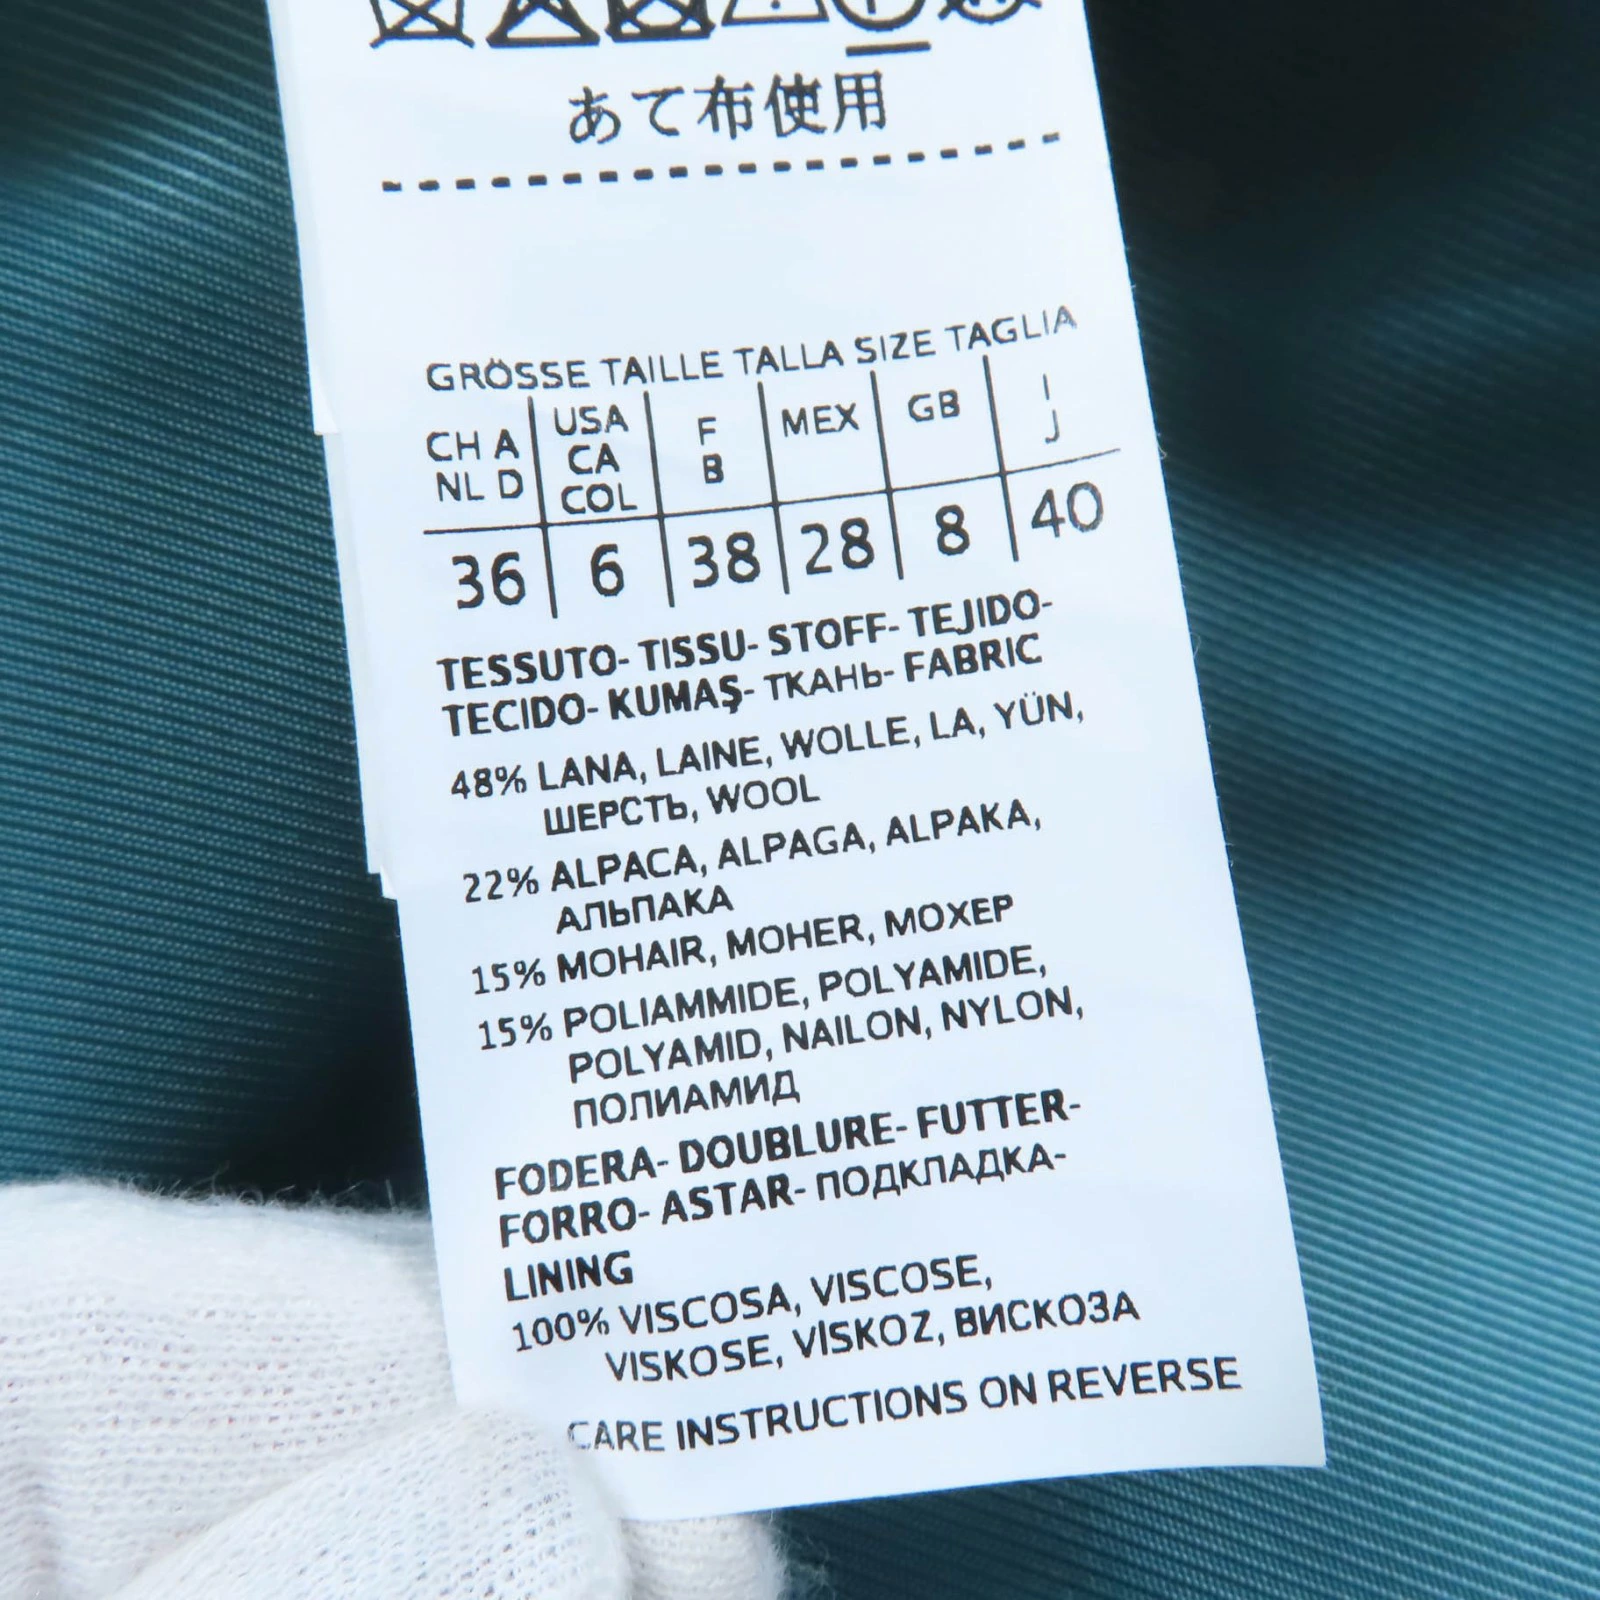 あて布使用
GRÖSSE TAILLE TALLA SIZE TAGLIA
CH A NL D USA CA COL F B MEX GB I J
36 6 38 28 8 40
TESSUTO- TISSU- STOFF- TEJIDO-
TECIDO- KUMAŞ- ТКАНЬ- FABRIC
48% LANA, LAINE, WOLLE, LA, YÜN,
ШЕРСТЬ, WOOL
22% ALPACA, ALPAGA, ALPAKA,
АЛЬПАКА
15% MOHAIR, MOHER, МОХЕР
15% POLIAMMIDE, POLYAMIDE,
POLYAMID, NAILON, NYLON,
ПОЛИАМИД
FODERA- DOUBLURE- FUTTER-
FORRO- ASTAR- ПОДКЛАДКА-
LINING
100% VISCOSA, VISCOSE,
VISKOSE, VİSKOZ, ВИСКОЗА
CARE INSTRUCTIONS ON REVERSE